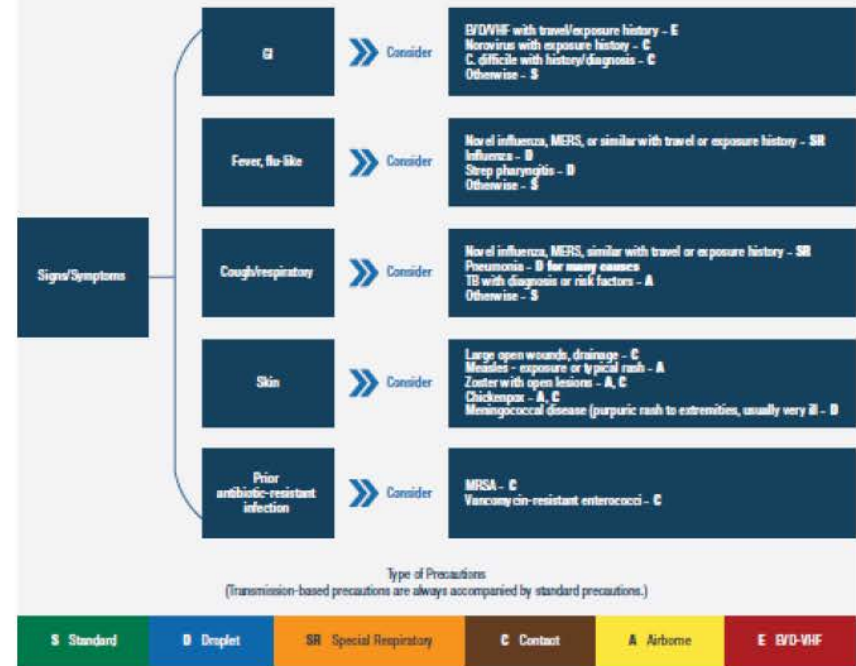 GI
Consider
EVD/VHF with travel/exposure history – E
Norovirus with exposure history – C
C. difficile with history/diagnosis – C
Otherwise – S
Fever, flu-like
Consider
Novel influenza, MERS, or similar with travel or exposure history – SR
Influenza – D
Strep pharyngitis – D
Otherwise – S
Signs/Symptoms
Cough/respiratory
Consider
Novel influenza, MERS, similar with travel or exposure history – SR
Pneumonia – D for many causes
TB with diagnosis or risk factors – A
Otherwise – S
Skin
Consider
Large open wounds, drainage – C
Measles - exposure or typical rash – A
Zoster with open lesions – A, C
Chickenpox – A, C
Meningococcal disease (purpuric rash to extremities, usually very ill – D
Prior
antibiotic-resistant
infection
Consider
MRSA – C
Vancomycin-resistant enterococci – C
Type of Precautions
(Transmission-based precautions are always accompanied by standard precautions.)
S Standard
D Droplet
SR Special Respiratory
C Contact
A Airborne
E EVD-VHF